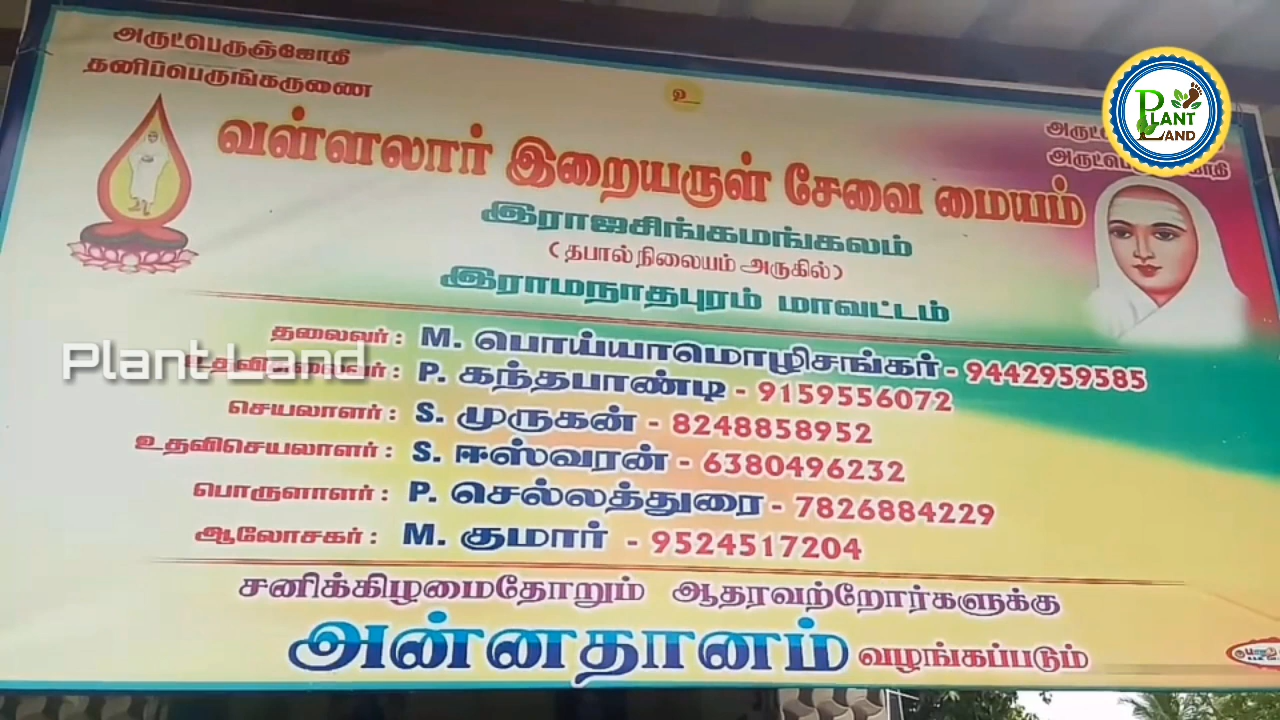 அருட்பெருஞ்ஜோதி
தனிப்பெருங்கருணை
உ
PLANT
LAND
வள்ளலார் இறையருள் சேவை மையம்
இராஜசிங்கமங்கலம்
(தபால் நிலையம் அருகில்)
இராமநாதபுரம் மாவட்டம்
தலைவர் : M. பொய்யாமொழிசங்கர் - 9442959585
Plant Land
உதவிதலைவர் : P. கந்தபாண்டி - 9159556072
செயலாளர் : S. முருகன் - 8248858952
உதவிசெயலாளர் : S. ஈஸ்வரன் - 6380496232
பொருளாளர் : P. செல்லத்துரை - 7826884229
ஆலோசகர் : M. குமார் - 9524517204
சனிக்கிழமைதோறும் ஆதரவற்றோர்களுக்கு
அன்னதானம் வழங்கப்படும்